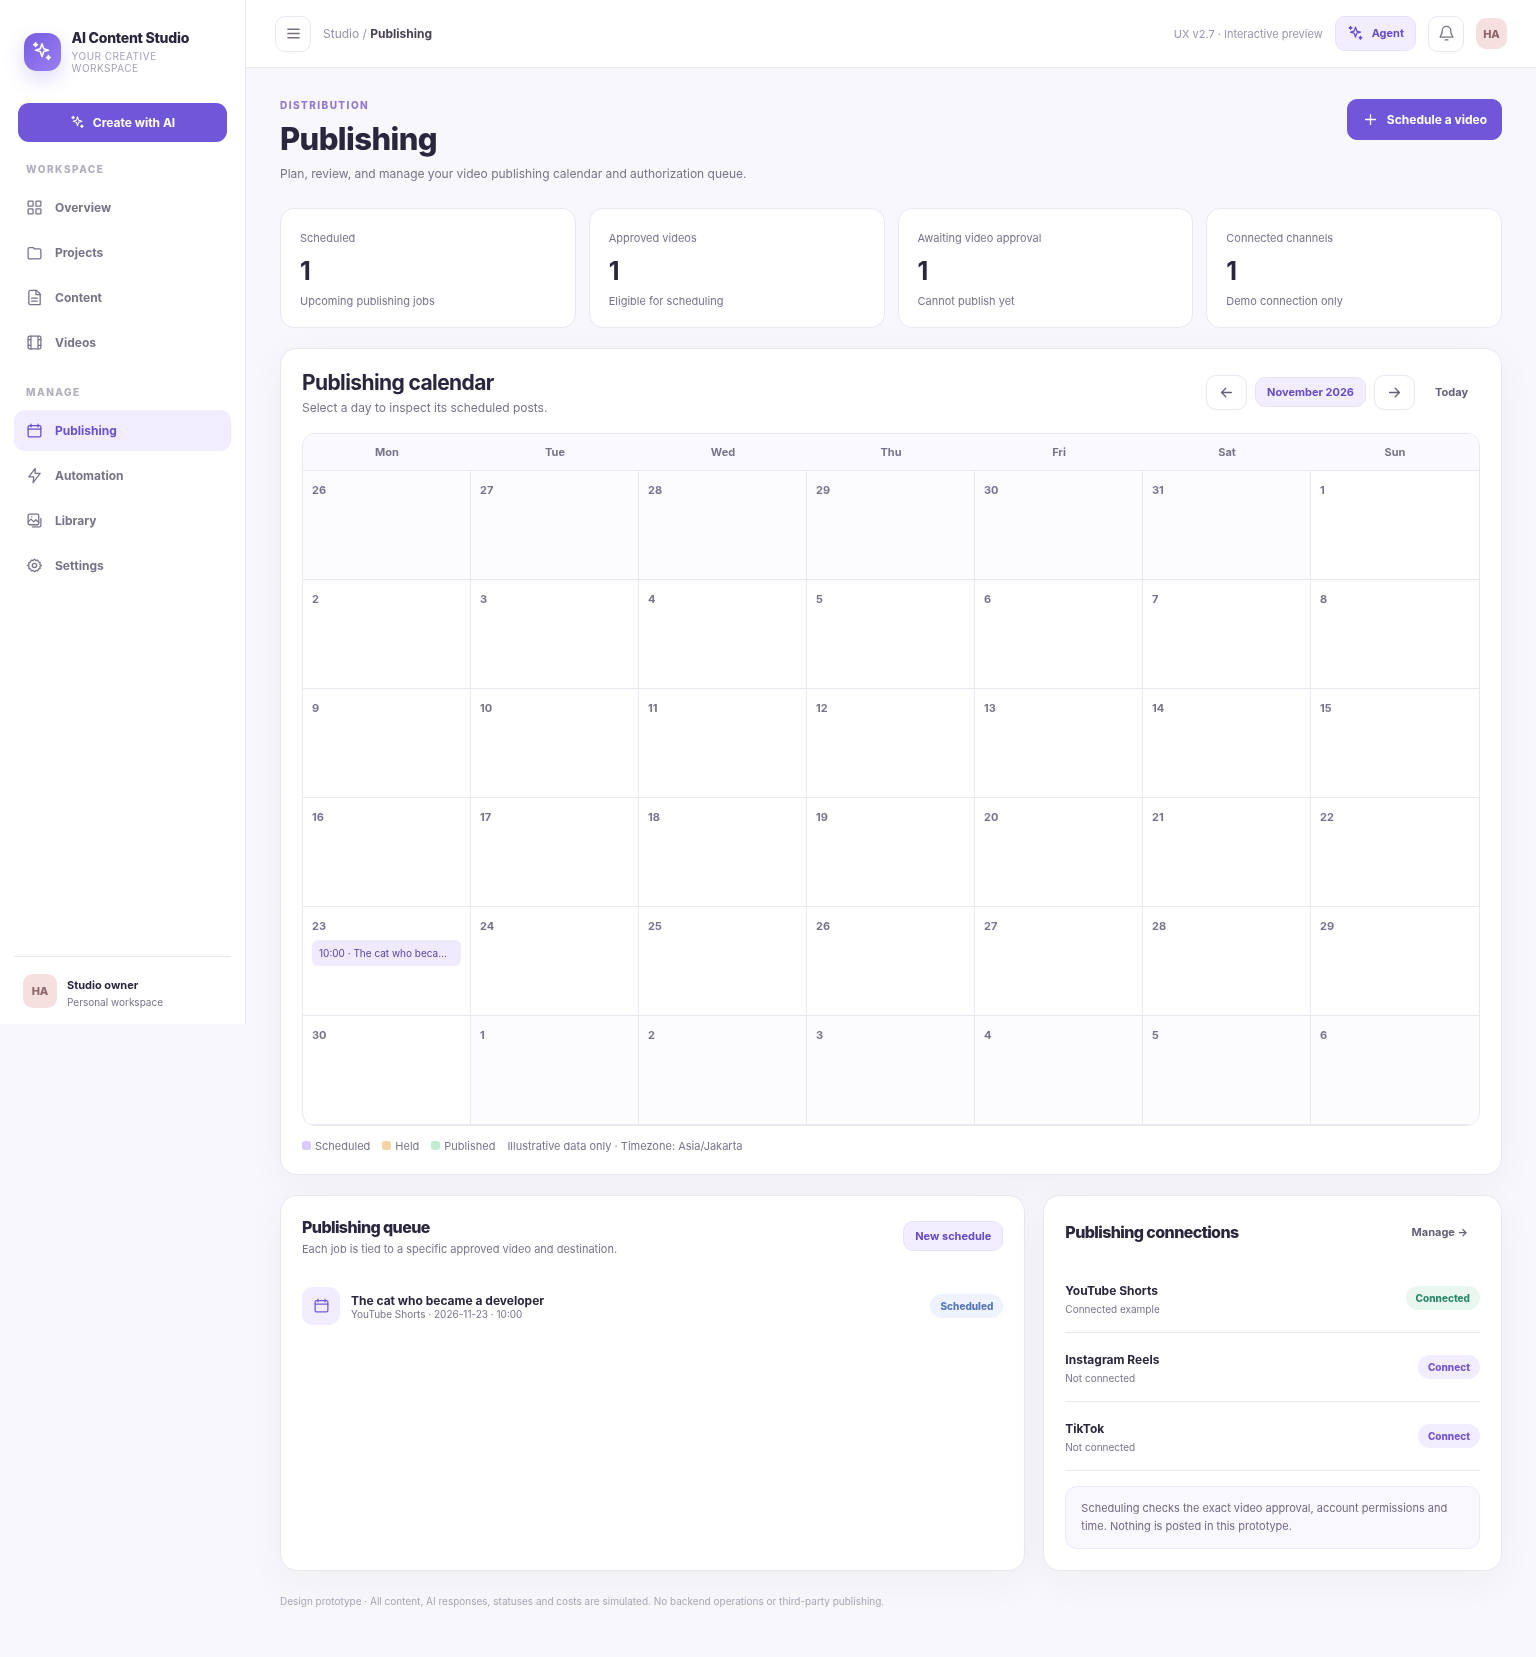 AI Content Studio
YOUR CREATIVE
WORKSPACE
Create with AI
WORKSPACE
Overview
Projects
Content
Videos
MANAGE
Publishing
Automation
Library
Settings
HA
Studio owner
Personal workspace
Studio / Publishing
UX v2.7 · Interactive preview
Agent
HA
DISTRIBUTION
Publishing
Plan, review, and manage your video publishing calendar and authorization queue.
Schedule a video
Scheduled
1
Upcoming publishing jobs
Approved videos
1
Eligible for scheduling
Awaiting video approval
1
Cannot publish yet
Connected channels
1
Demo connection only
Publishing calendar
Select a day to inspect its scheduled posts.
← November 2026 → Today
Mon Tue Wed Thu Fri Sat Sun
26 27 28 29 30 31 1
2 3 4 5 6 7 8
9 10 11 12 13 14 15
16 17 18 19 20 21 22
23 24 25 26 27 28 29
10:00 · The cat who beca...
30 1 2 3 4 5 6
Scheduled Held Published Illustrative data only · Timezone: Asia/Jakarta
Publishing queue
Each job is tied to a specific approved video and destination.
New schedule
The cat who became a developer
YouTube Shorts · 2026-11-23 · 10:00
Scheduled
Publishing connections
Manage →
YouTube Shorts
Connected example
Connected
Instagram Reels
Not connected
Connect
TikTok
Not connected
Connect
Scheduling checks the exact video approval, account permissions and
time. Nothing is posted in this prototype.
Design prototype · All content, AI responses, statuses and costs are simulated. No backend operations or third-party publishing.